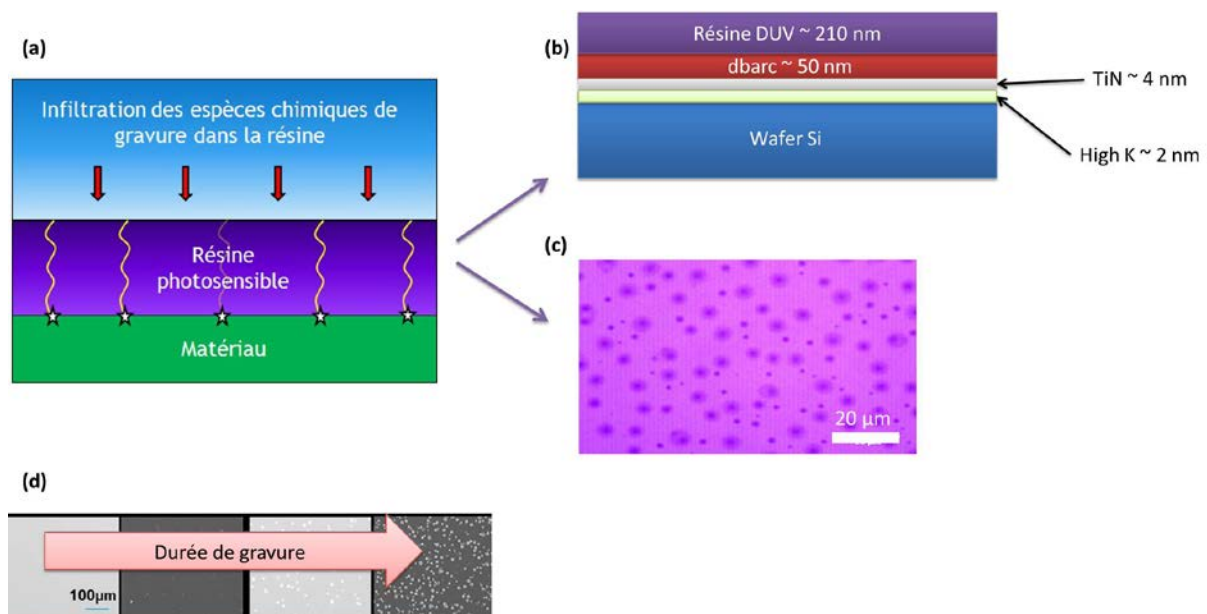 (a)
Infiltration des espèces chimiques de
gravure dans la résine
Résine
photosensible
Matériau
(b)
Résine DUV ~ 210 nm
dbarc ~ 50 nm
TiN ~ 4 nm
High K ~ 2 nm
Wafer Si
(c)
20 µm
(d)
Durée de gravure
100µm